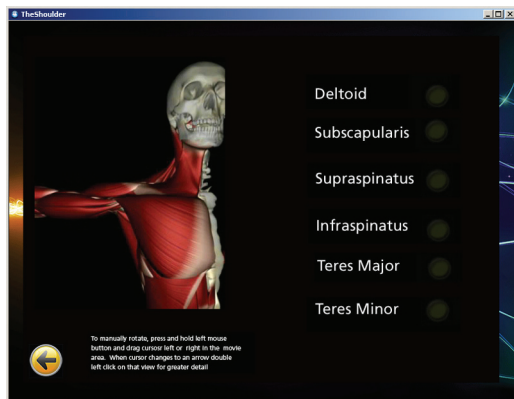 TheShoulder
Deltoid
Subscapularis
Supraspinatus
Infraspinatus
Teres Major
Teres Minor
To manually rotate, press and hold left mouse
button and drag cursosr left or right in the movie
area. When cursor changes to an arrow double
left click on that view for greater detail